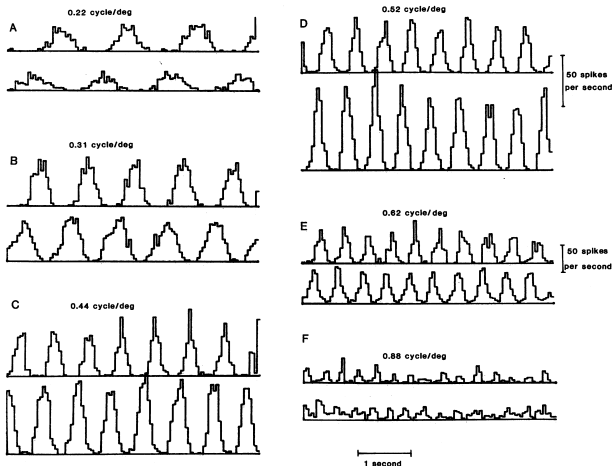 A
0.22 cycle/deg
B
0.31 cycle/deg
C
0.44 cycle/deg
D
0.52 cycle/deg
50 spikes
per second
E
0.62 cycle/deg
50 spikes
per second
F
0.88 cycle/deg
1 second